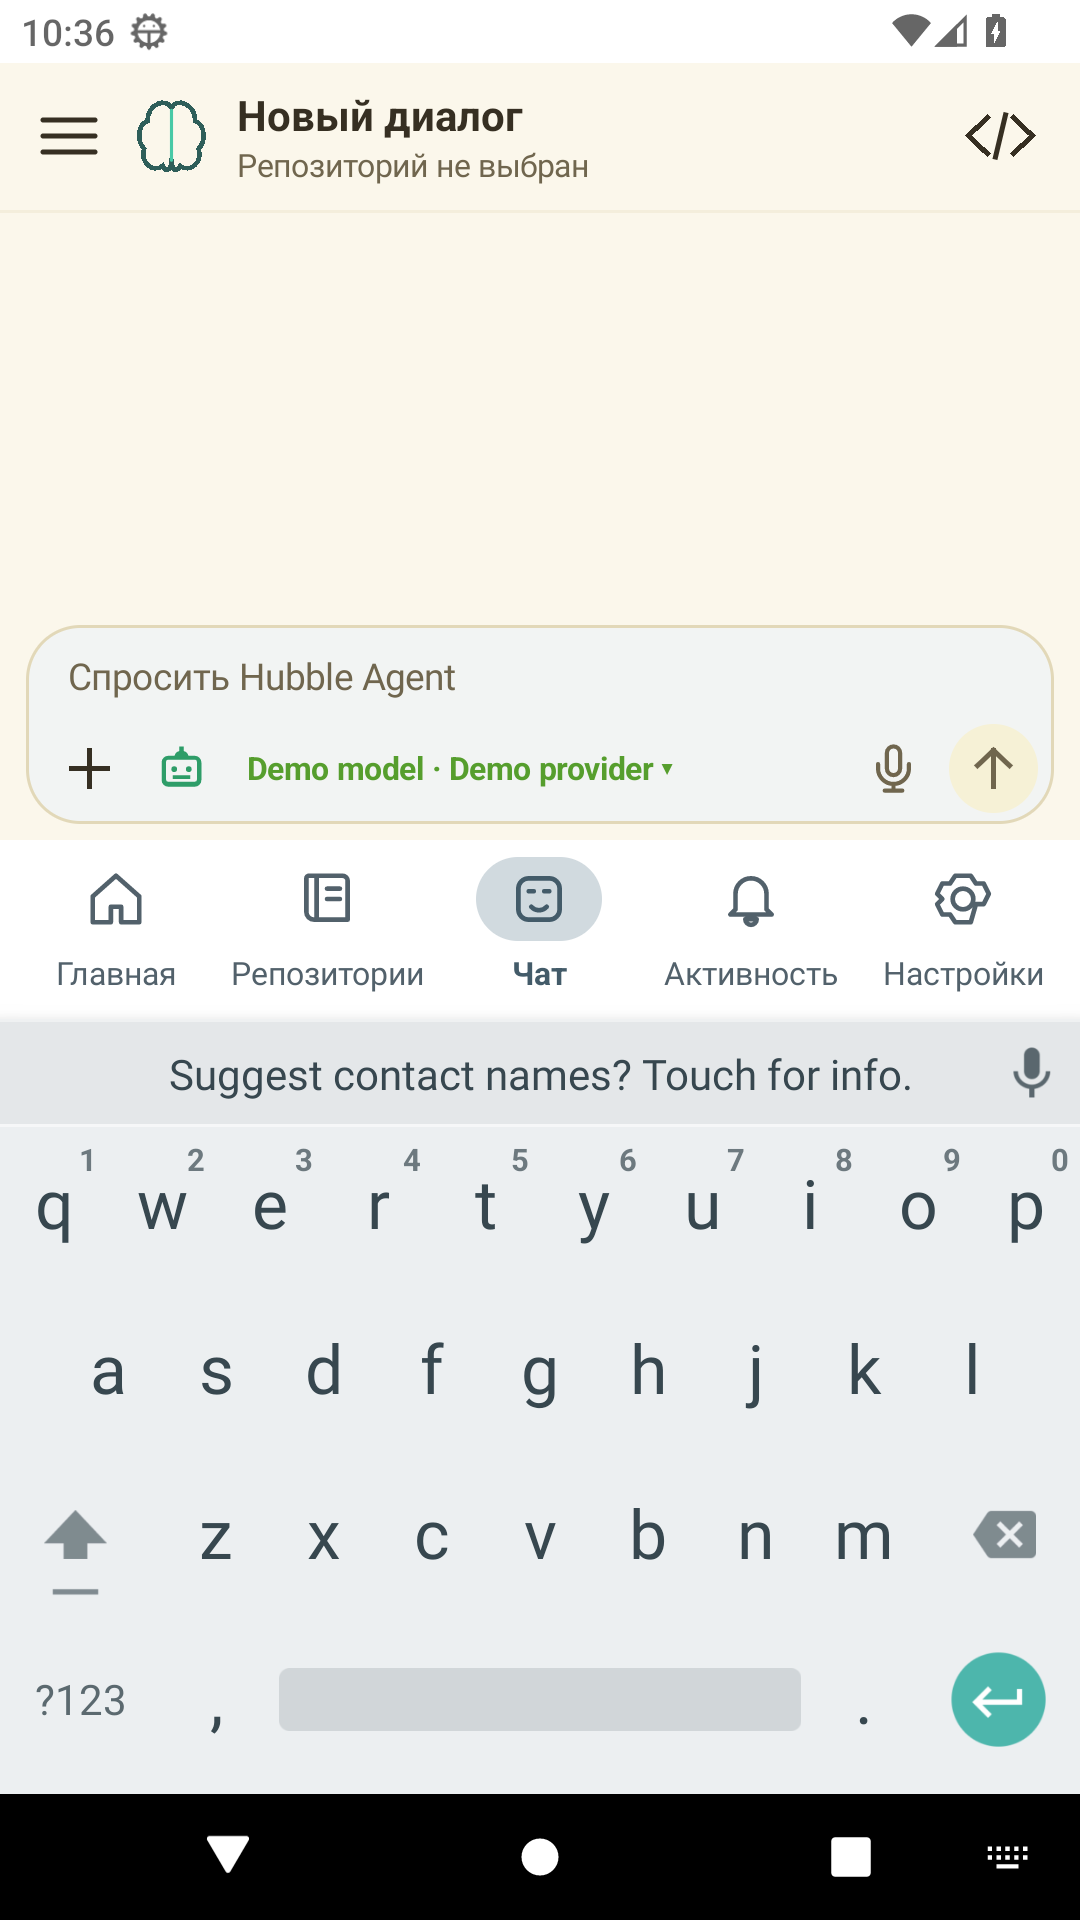 10:36
Новый диалог
Репозиторий не выбран
Спросить Hubble Agent
Demo model · Demo provider ▾
Главная Репозитории Чат Активность Настройки
Suggest contact names? Touch for info.
1 2 3 4 5 6 7 8 9 0
q w e r t y u i o p
a s d f g h j k l
z x c v b n m
?123 , .